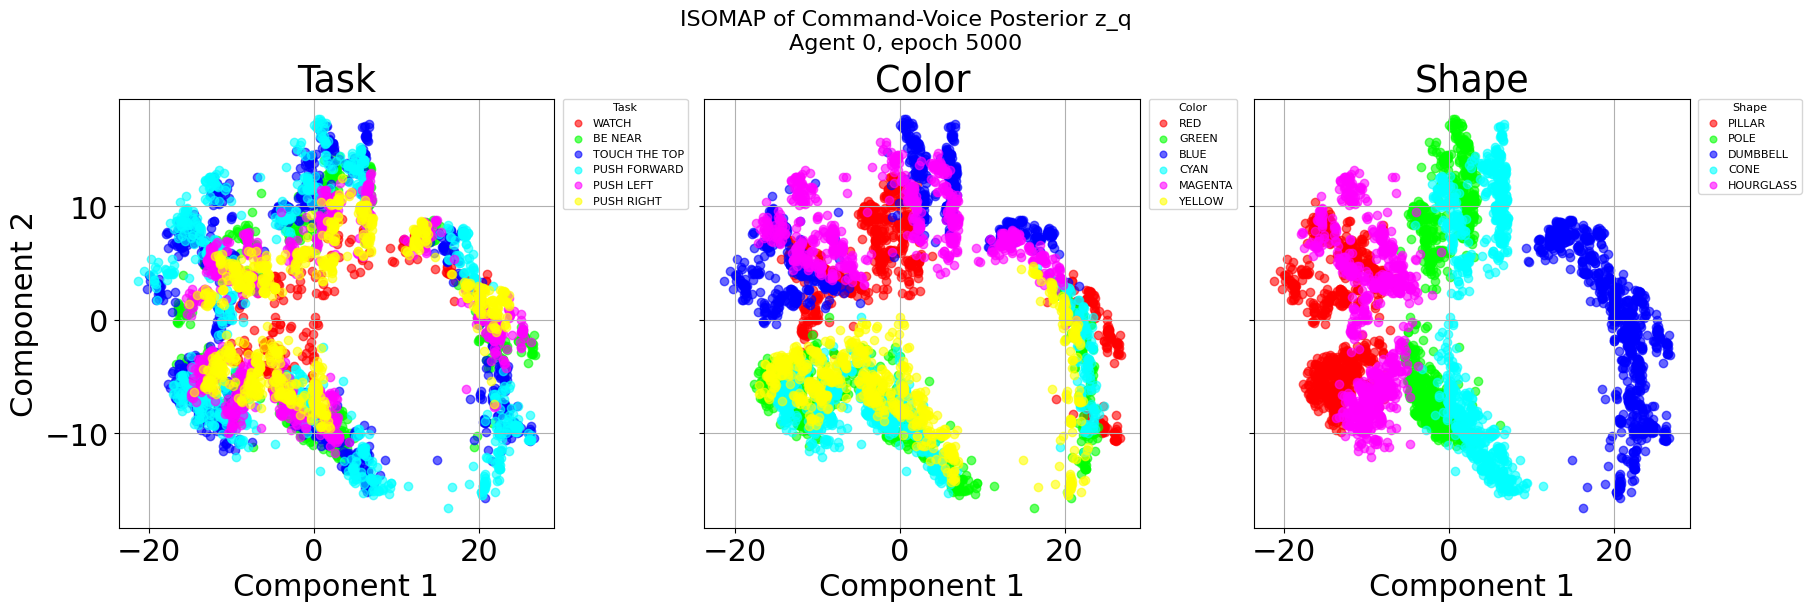 ISOMAP of Command-Voice Posterior z_q
Agent 0, epoch 5000
Task
Color
Shape
Task
WATCH
BE NEAR
TOUCH THE TOP
PUSH FORWARD
PUSH LEFT
PUSH RIGHT
Color
RED
GREEN
BLUE
CYAN
MAGENTA
YELLOW
Shape
PILLAR
POLE
DUMBBELL
CONE
HOURGLASS
Component 2
10
0
−10
−20 0 20
−20 0 20
−20 0 20
Component 1
Component 1
Component 1